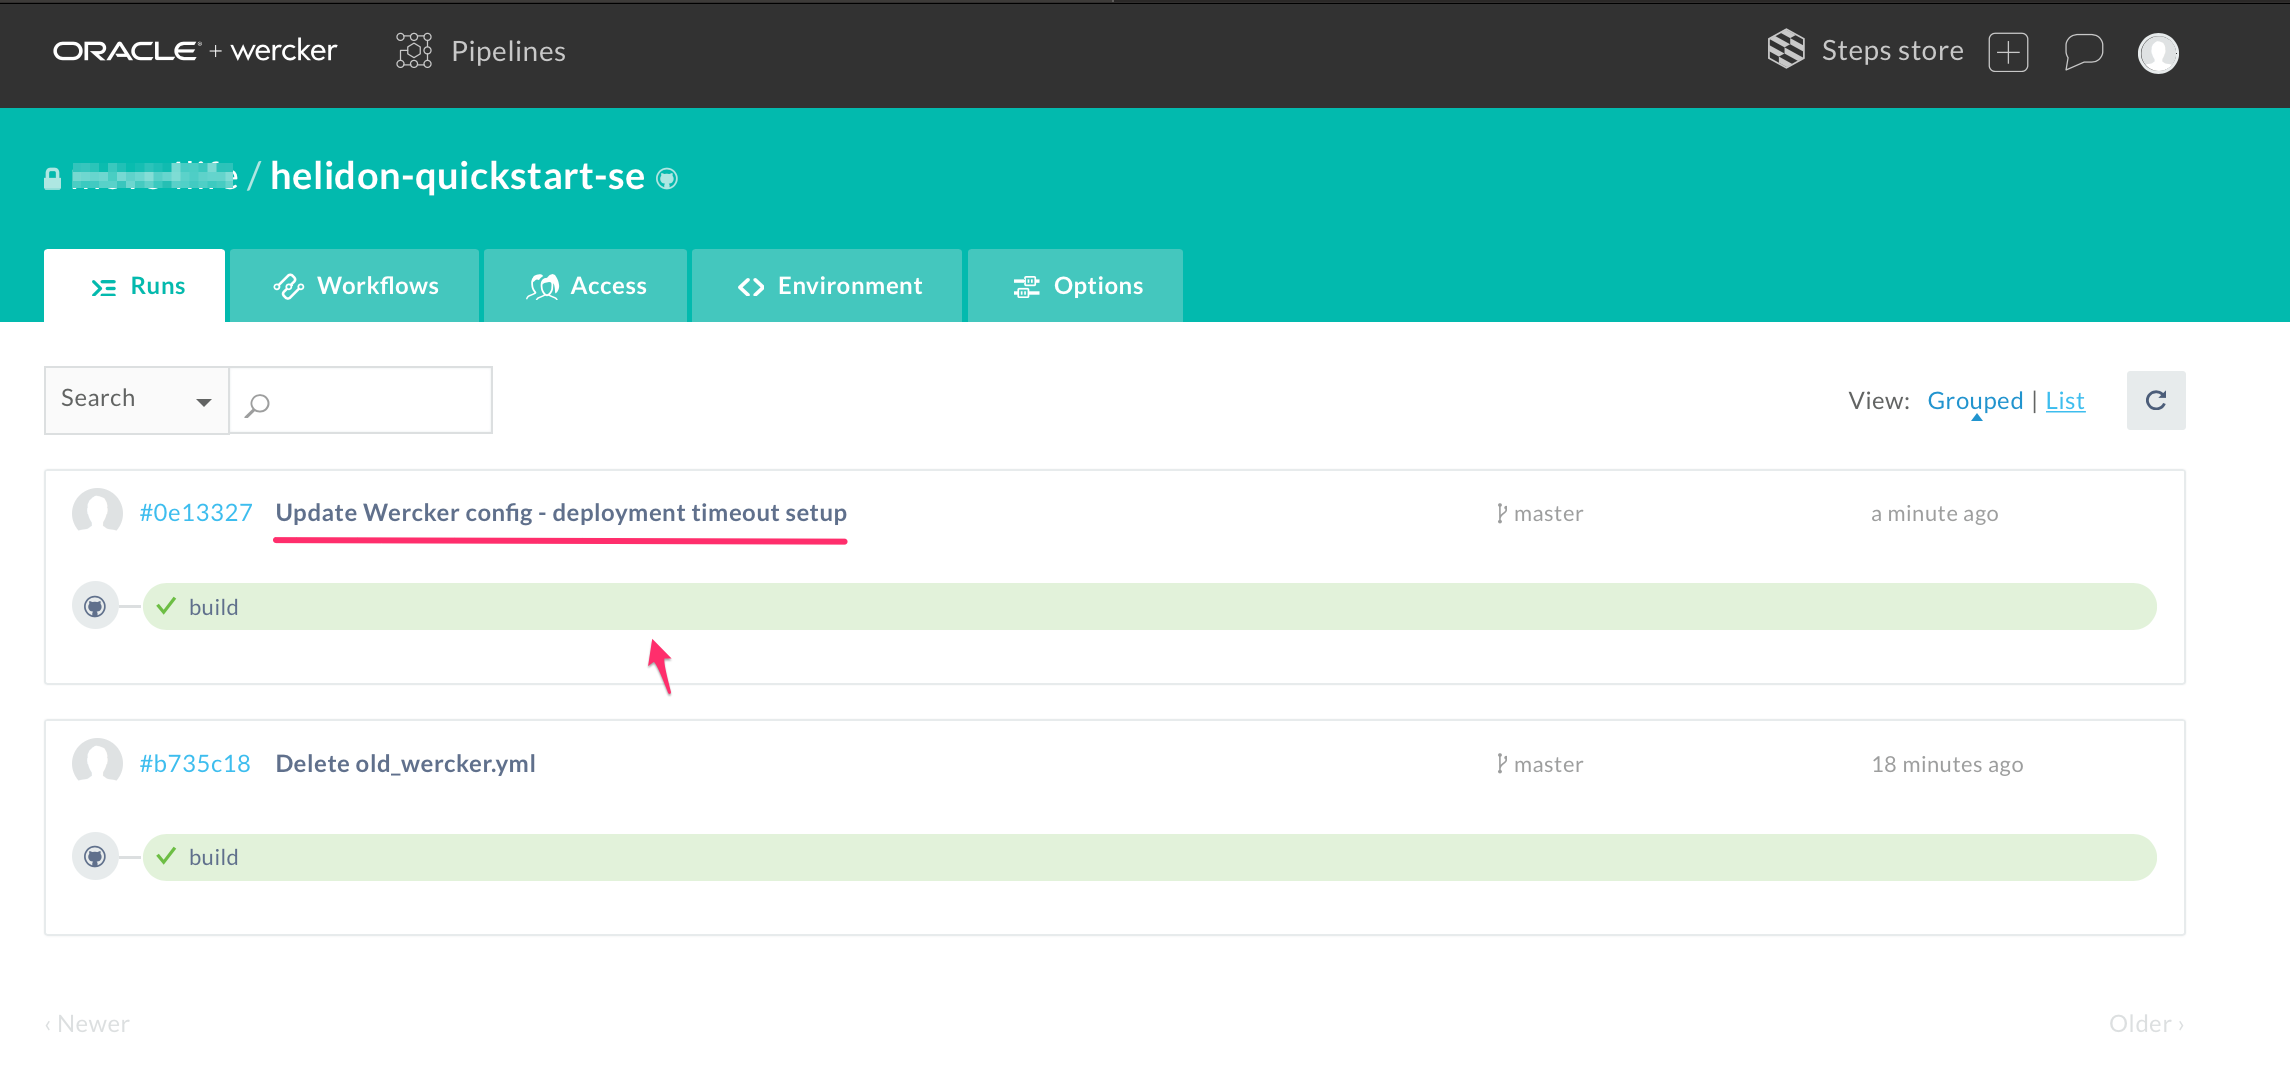 ORACLE + wercker Pipelines Steps store
/ helidon-quickstart-se
Runs Workflows Access Environment Options
Search View: Grouped | List
#0e13327 Update Wercker config - deployment timeout setup master a minute ago
build
#b735c18 Delete old_wercker.yml master 18 minutes ago
build
‹ Newer Older ›